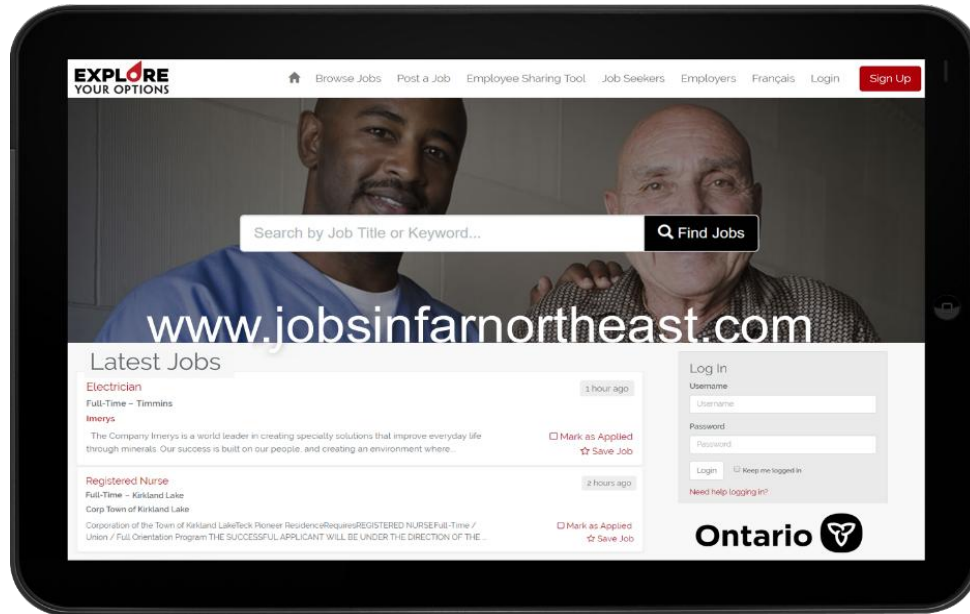 EXPLORE
YOUR OPTIONS
Browse Jobs Post a Job Employee Sharing Tool Job Seekers Employers Français Login Sign Up
Search by Job Title or Keyword... Find Jobs
www.jobsinfarnortheast.com
Latest Jobs
Electrician 1 hour ago
Full-Time – Timmins
Imerys
The Company Imerys is a world leader in creating specialty solutions that improve everyday life
through minerals. Our success is built on our people, and creating an environment where...
Mark as Applied
Save Job
Registered Nurse 2 hours ago
Full-Time – Kirkland Lake
Corp Town of Kirkland Lake
Corporation of the Town of Kirkland LakeTeck Pioneer ResidenceRequiresREGISTERED NURSEFull-Time /
Union / Full Orientation Program THE SUCCESSFUL APPLICANT WILL BE UNDER THE DIRECTION OF THE...
Mark as Applied
Save Job
Log In
Username
Username
Password
Password
Login Keep me logged in
Need help logging in?
Ontario